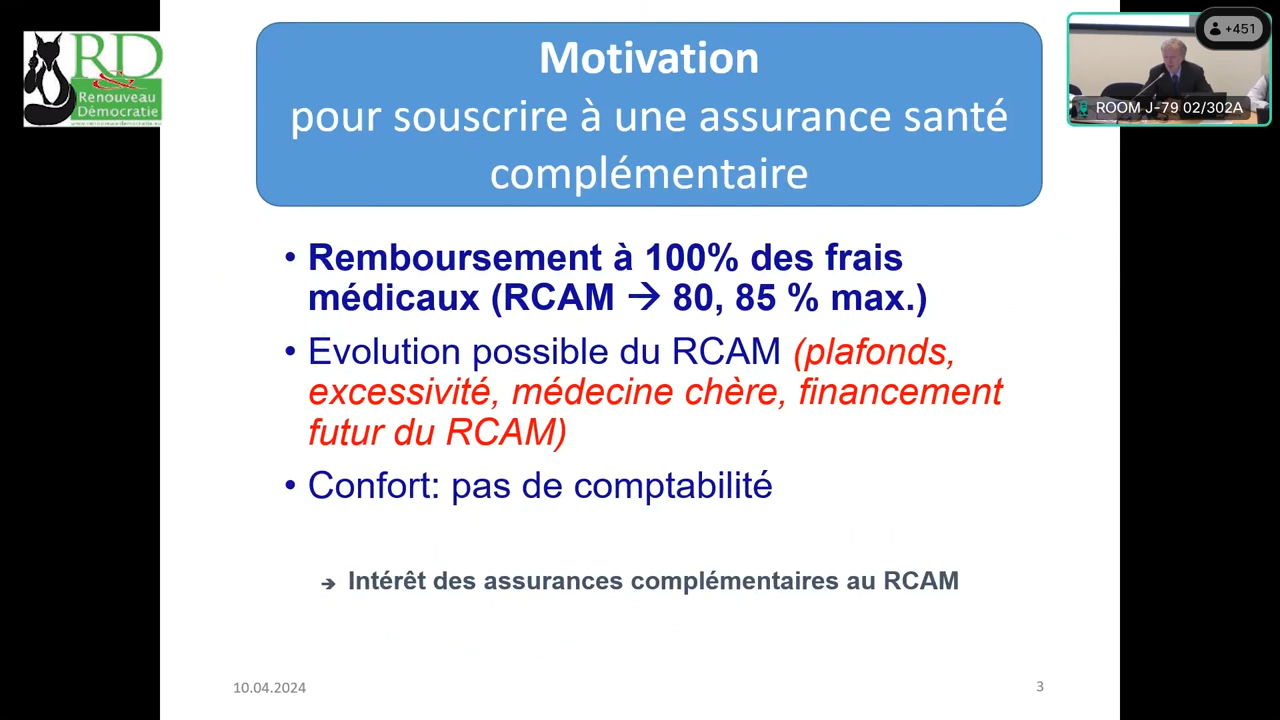 RD
&
Renouveau
Démocratie
Motivation
pour souscrire à une assurance santé
complémentaire
+451
ROOM J-79 02/302A
• Remboursement à 100% des frais
médicaux (RCAM → 80, 85 % max.)
• Evolution possible du RCAM (plafonds,
excessivité, médecine chère, financement
futur du RCAM)
• Confort: pas de comptabilité
➔ Intérêt des assurances complémentaires au RCAM
10.04.2024
3